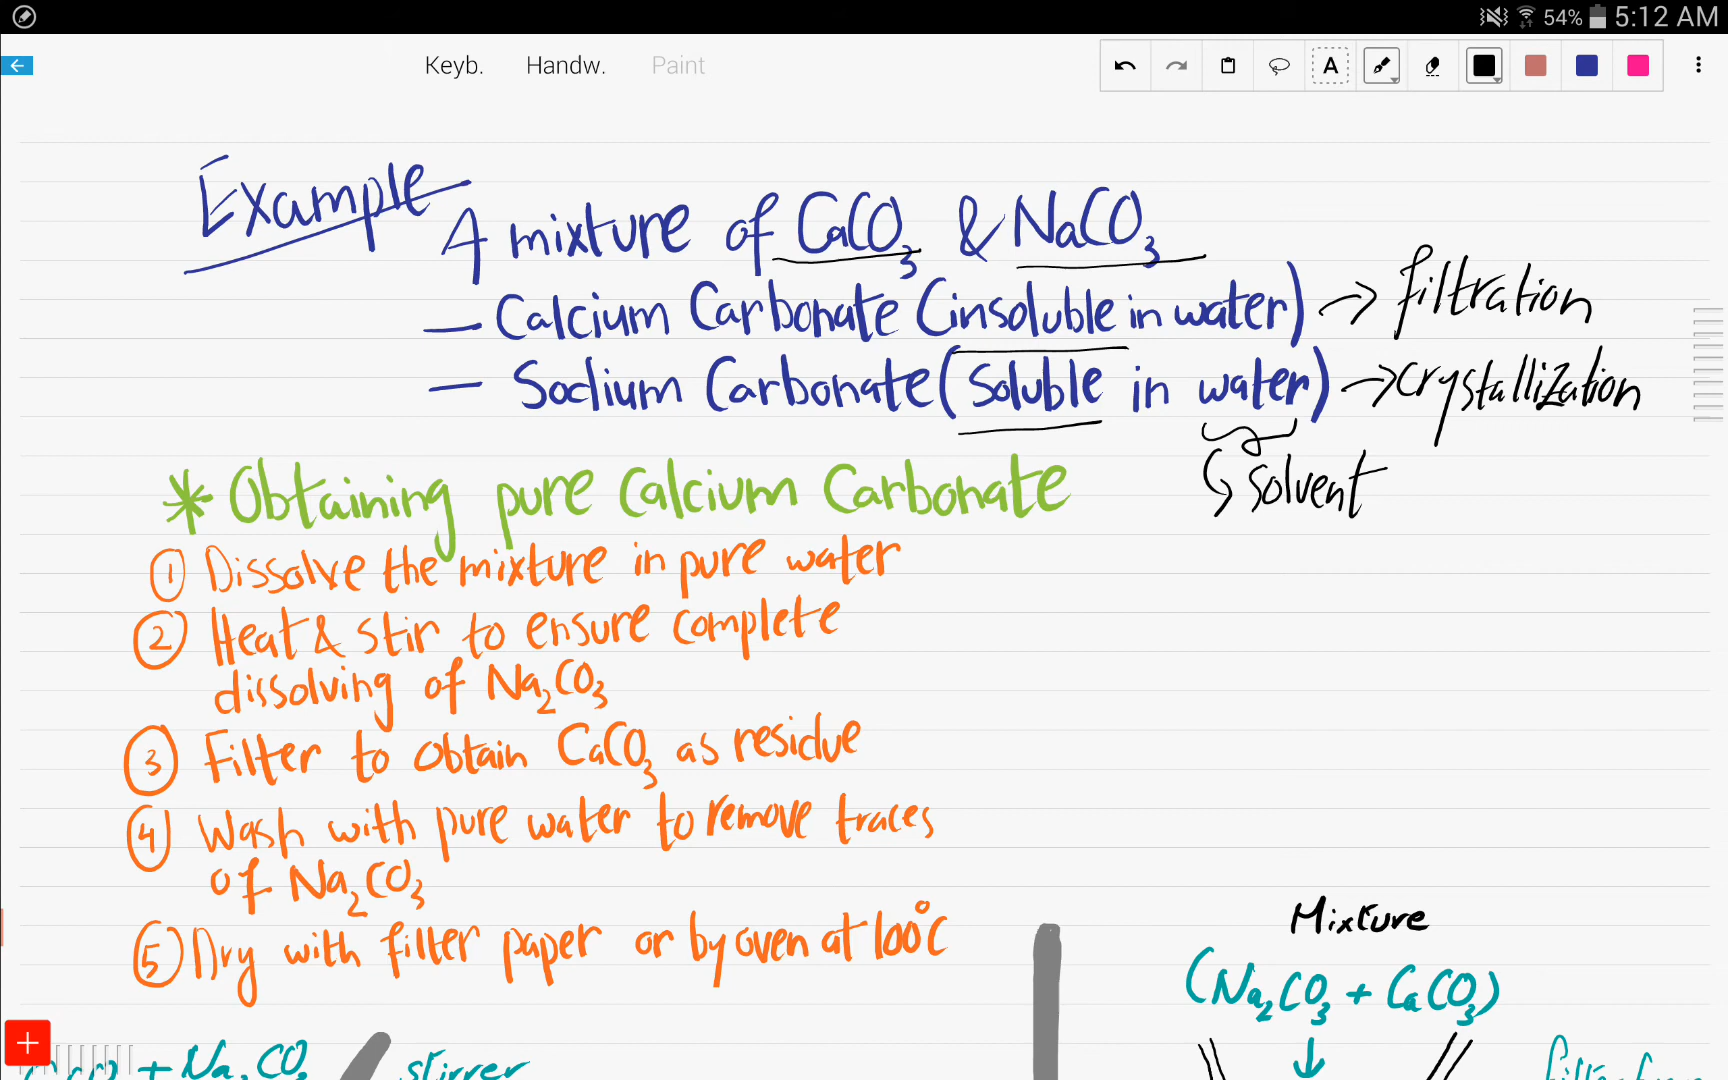 54% 5:12 AM
Keyb. Handw. Paint
A
Example
A mixture of CaCO3 & NaCO3
— Calcium Carbonate (insoluble in water) → filtration
— Sodium Carbonate (soluble in water) → crystallization
↳ solvent
* Obtaining pure Calcium Carbonate
① Dissolve the mixture in pure water
② Heat & stir to ensure complete
dissolving of Na2CO3
③ Filter to obtain CaCO3 as residue
④ Wash with pure water to remove traces
of Na2CO3
⑤ Dry with filter paper or by oven at 100°C
Mixture
(Na2CO3 + CaCO3)
+ Na2CO3 stirrer